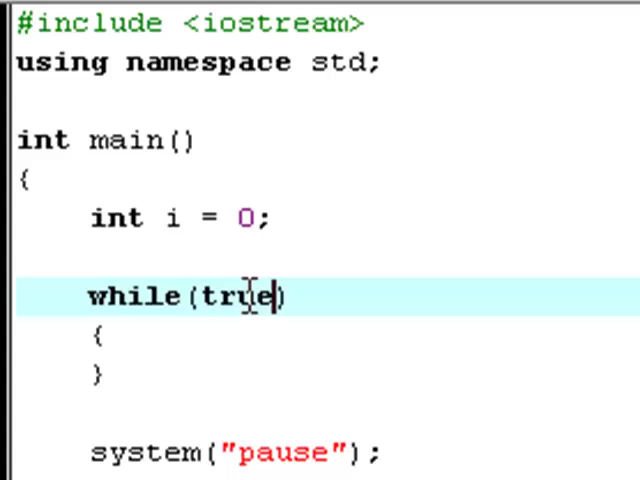 #include <iostream>
using namespace std;
int main()
{
int i = 0;
while(true)
{
}
system("pause");